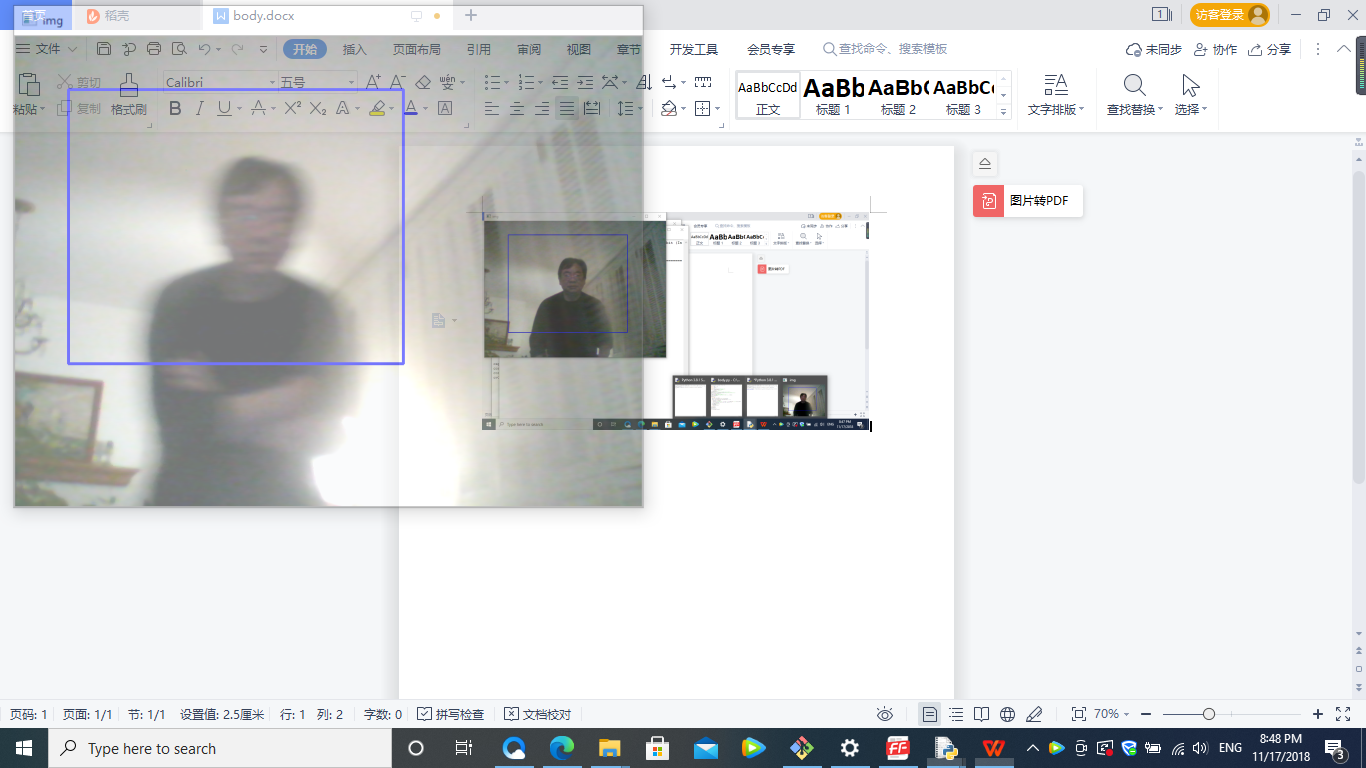 首页 img 稻壳 body.docx 访客登录
文件 开始 插入 页面布局 引用 审阅 视图 章节 开发工具 会员专享 查找命令、搜索模板 未同步 协作 分享
粘贴 剪切 复制 格式刷 Calibri 五号
AaBbCcDd 正文 标题 1 标题 2 标题 3 文字排版 查找替换 选择
图片转PDF
页码: 1 页面: 1/1 节: 1/1 设置值: 2.5厘米 行: 1 列: 2 字数: 0 拼写检查 文档校对 70%
Type here to search ENG 8:48 PM
11/17/2018 3